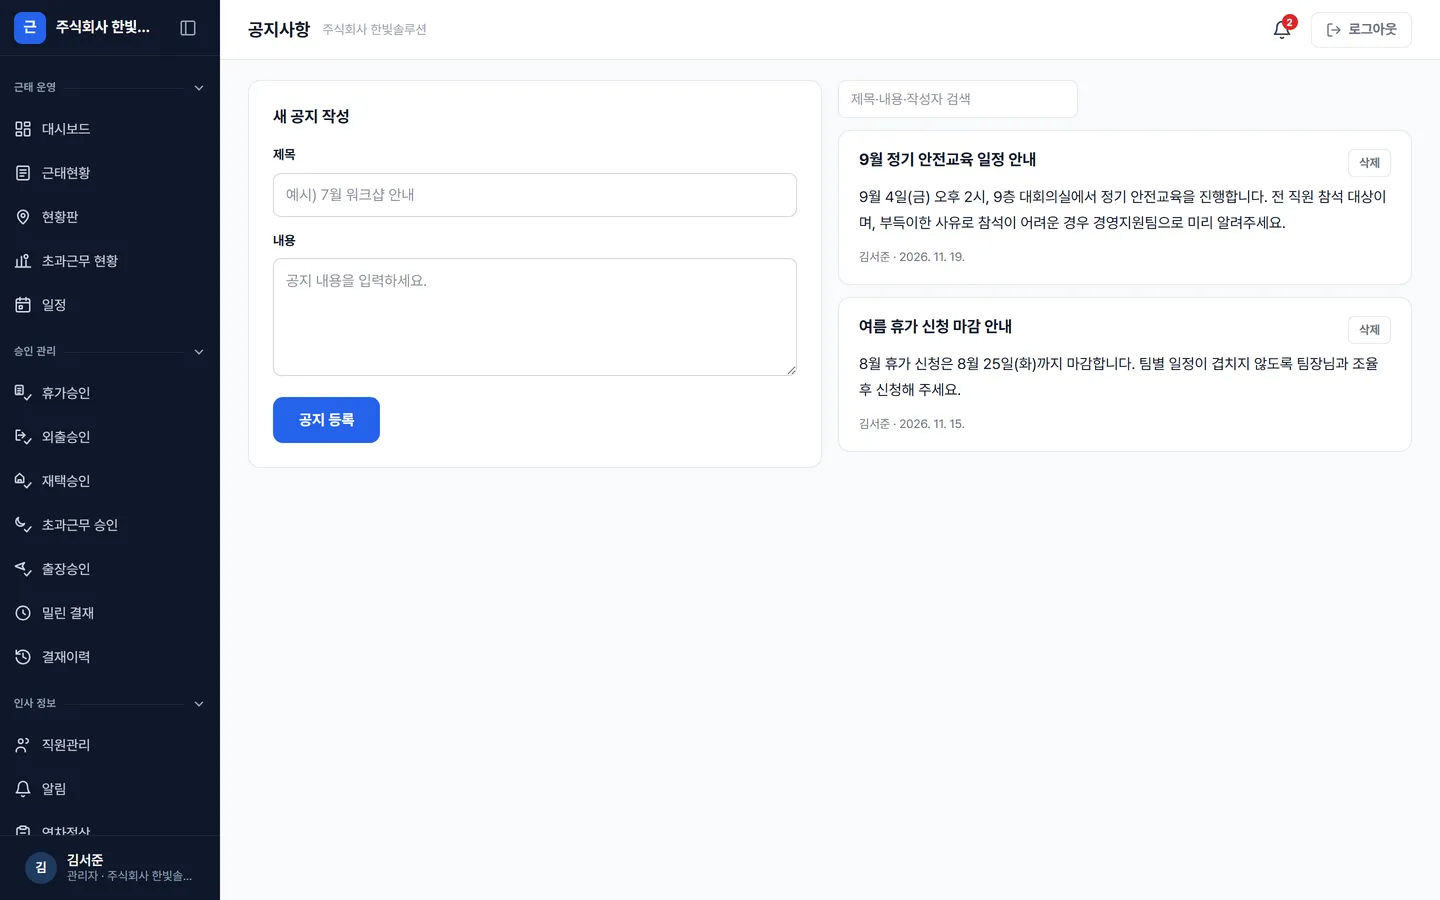 근
주식회사 한빛...
근태 운영
대시보드
근태현황
현황판
초과근무 현황
일정
승인 관리
휴가승인
외출승인
재택승인
초과근무 승인
출장승인
밀린 결재
결재이력
인사 정보
직원관리
알림
연차정산
김
김서준
관리자 · 주식회사 한빛솔...
공지사항
주식회사 한빛솔루션
2
로그아웃
새 공지 작성
제목
예시) 7월 워크샵 안내
내용
공지 내용을 입력하세요.
공지 등록
제목·내용·작성자 검색
9월 정기 안전교육 일정 안내
삭제
9월 4일(금) 오후 2시, 9층 대회의실에서 정기 안전교육을 진행합니다. 전 직원 참석 대상이
며, 부득이한 사유로 참석이 어려운 경우 경영지원팀으로 미리 알려주세요.
김서준 · 2026. 11. 19.
여름 휴가 신청 마감 안내
삭제
8월 휴가 신청은 8월 25일(화)까지 마감합니다. 팀별 일정이 겹치지 않도록 팀장님과 조율
후 신청해 주세요.
김서준 · 2026. 11. 15.